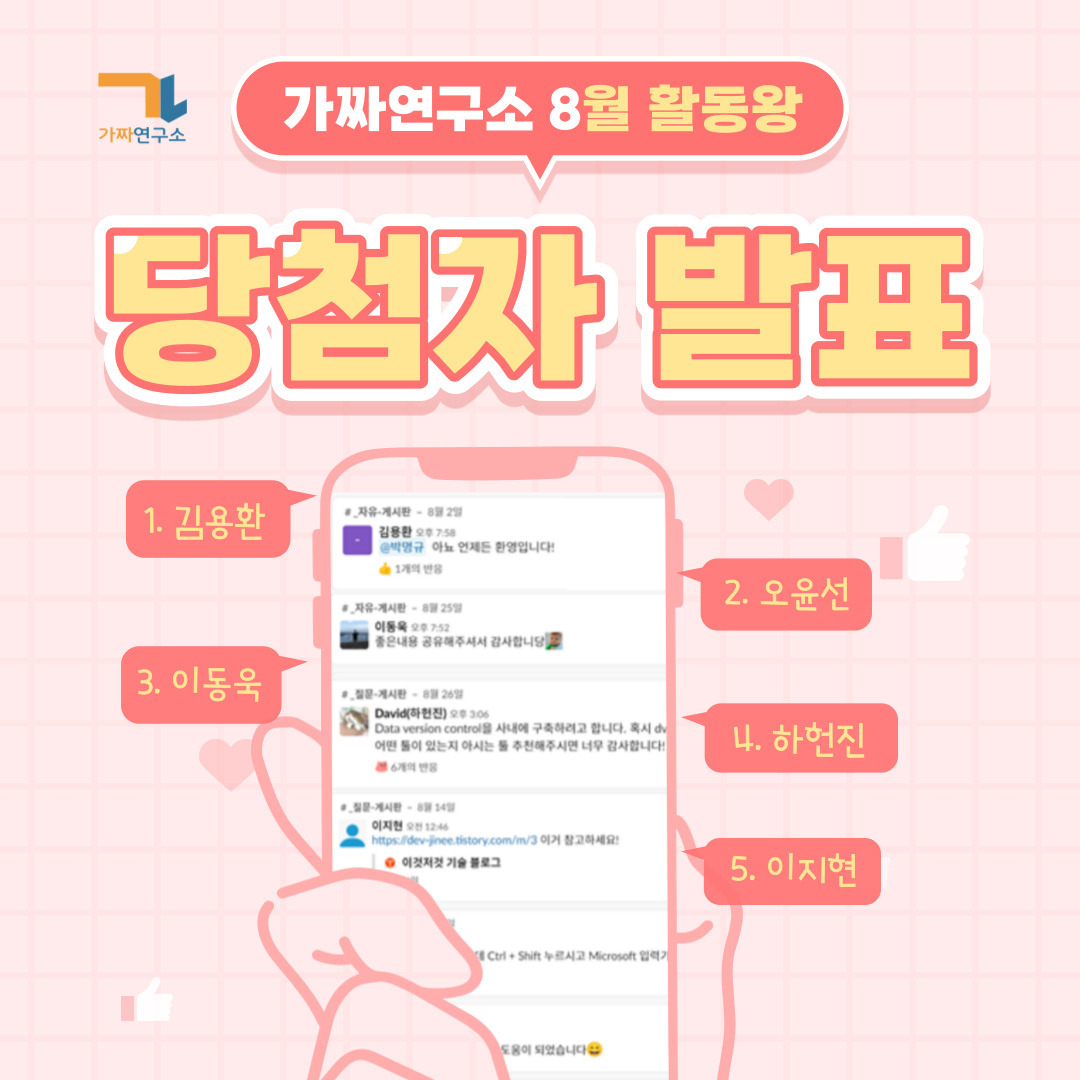 가짜연구소
가짜연구소 8월 활동왕
당첨자 발표
1. 김용환
2. 오윤선
3. 이동욱
4. 하헌진
5. 이지현
#_자유-게시판 - 8월 2일
김용환 오후 7:58
@박명규 아뇨 언제든 환영입니다!
👍 1개의 반응
#_자유-게시판 - 8월 25일
이동욱 오후 7:52
좋은내용 공유해주셔서 감사합니당
#_질문-게시판 - 8월 26일
David(하헌진) 오후 3:06
Data version control을 사내에 구축하려고 합니다. 혹시 dv
어떤 툴이 있는지 아시는 툴 추천해주시면 너무 감사합니다!
6개의 반응
#_질문-게시판 - 8월 14일
이지현 오전 12:46
https://dev-jinee.tistory.com/m/3 이거 참고하세요!
이것저것 기술 블로그
Ctrl + Shift 누르시고 Microsoft 입력기
도움이 되었습니다😄